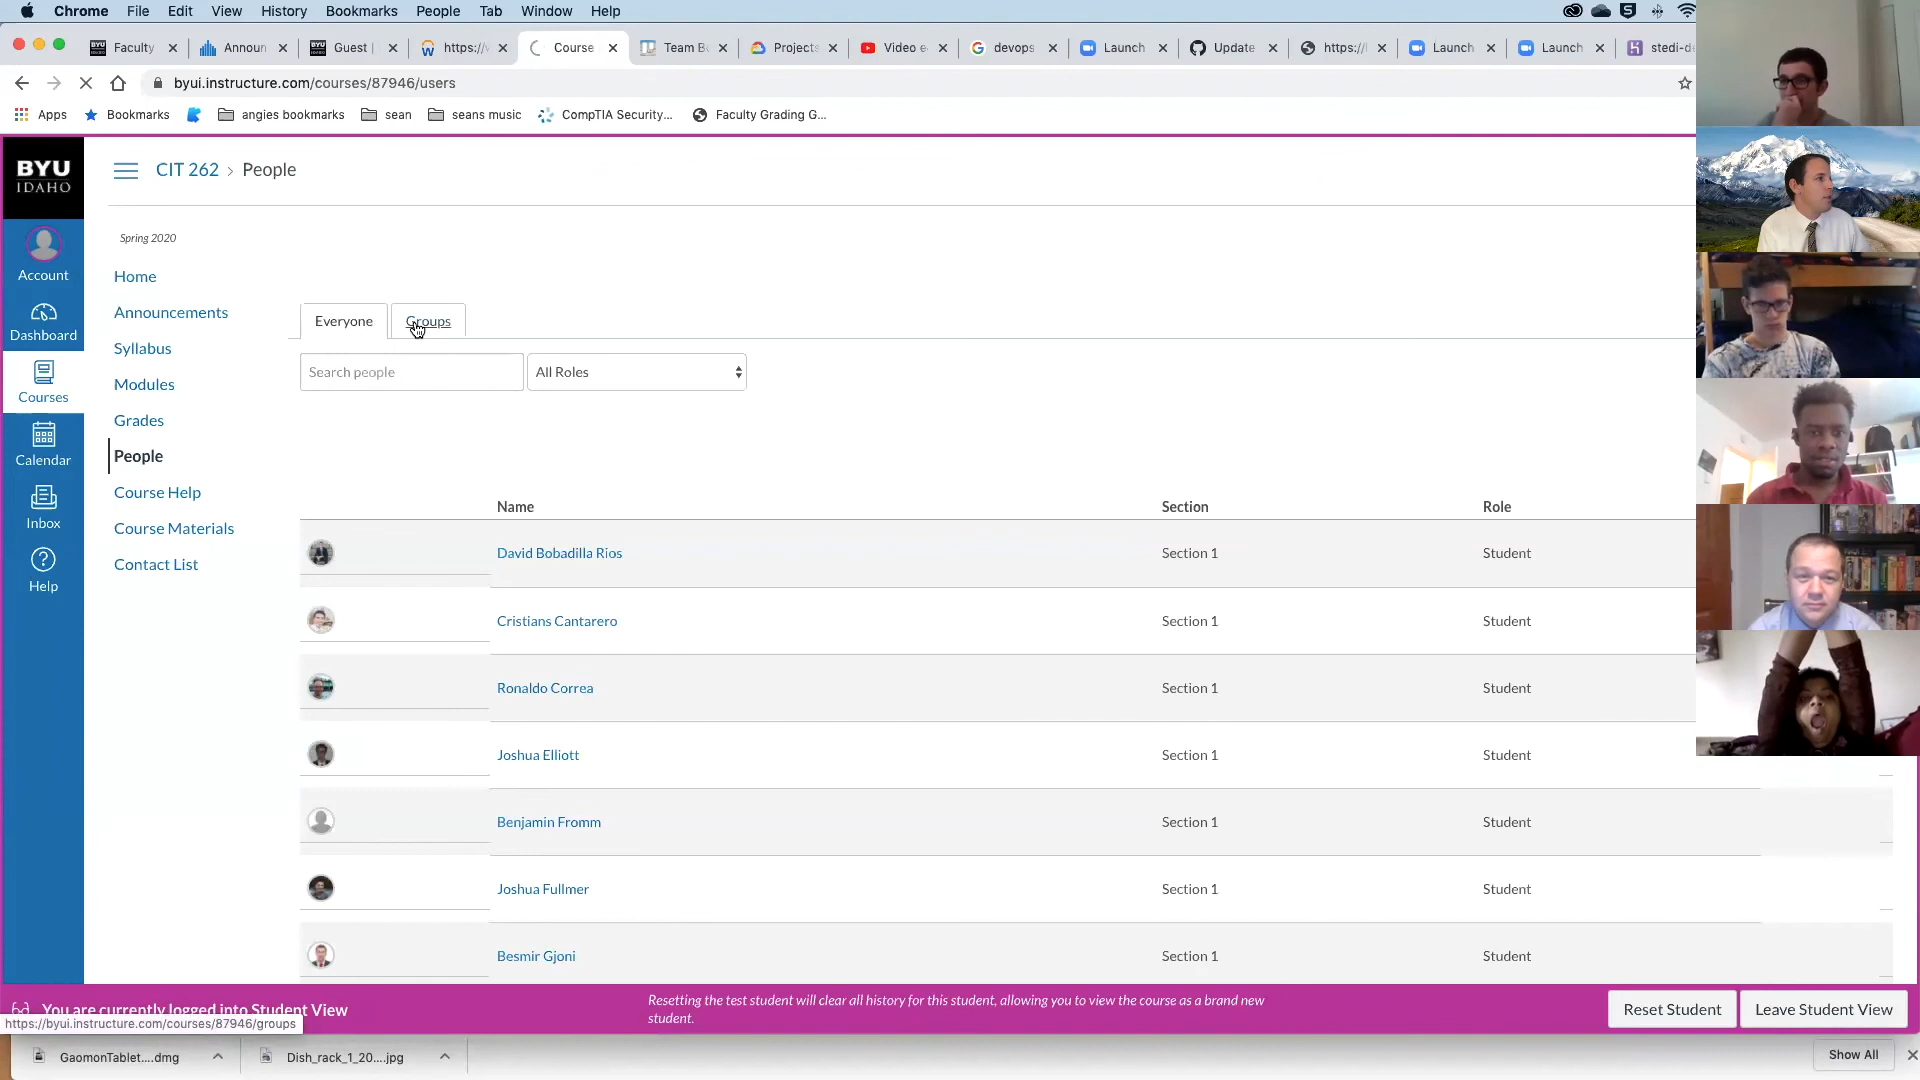 Chrome File Edit View History Bookmarks People Tab Window Help
Faculty Announ Guest | https://v Course Team B Projects Video e devops Launch Update https://l Launch Launch stedi-de
byui.instructure.com/courses/87946/users
Apps Bookmarks angies bookmarks sean seans music CompTIA Security... Faculty Grading G...
BYU
IDAHO
CIT 262 › People
Spring 2020
Account
Dashboard
Courses
Calendar
Inbox
Help
Home
Announcements
Syllabus
Modules
Grades
People
Course Help
Course Materials
Contact List
Everyone Groups
Search people All Roles
Name Section Role
David Bobadilla Rios Section 1 Student
Cristians Cantarero Section 1 Student
Ronaldo Correa Section 1 Student
Joshua Elliott Section 1 Student
Benjamin Fromm Section 1 Student
Joshua Fullmer Section 1 Student
Besmir Gjoni Section 1 Student
You are currently logged into Student View
Resetting the test student will clear all history for this student, allowing you to view the course as a brand new
student.
Reset Student Leave Student View
https://byui.instructure.com/courses/87946/groups
GaomonTablet....dmg Dish_rack_1_20....jpg Show All